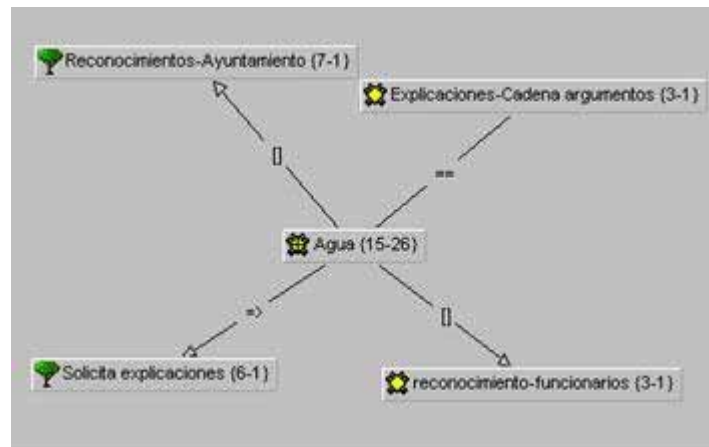 Reconocimientos-Ayuntamiento {7-1}
Explicaciones-Cadena argumentos {3-1}
[]
==
Agua {15-26}
=>
[]
Solicita explicaciones {6-1}
reconocimiento-funcionarios {3-1}